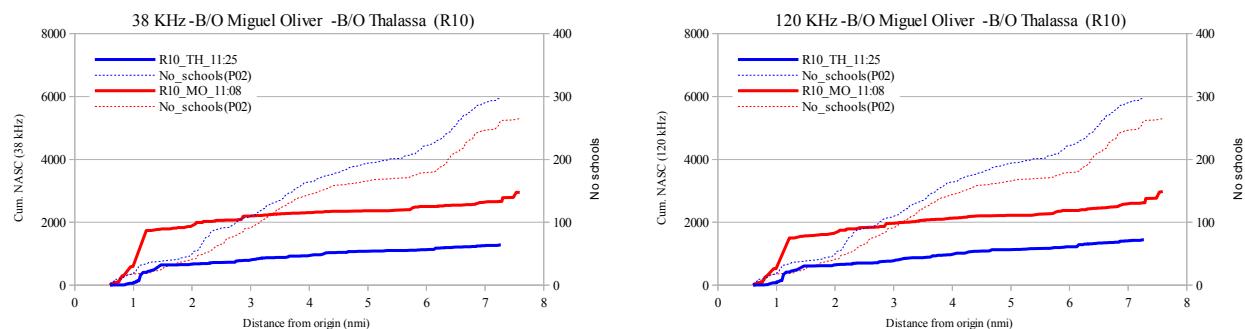 38 KHz -B/O Miguel Oliver -B/O Thalassa (R10)
8000
6000
4000
2000
0
Cum. NASC (38 kHz)
R10_TH_11:25
No_schools(P02)
R10_MO_11:08
No_schools(P02)
400
300
200
100
0
No schools
0 1 2 3 4 5 6 7 8
Distance from origin (nmi)
120 KHz -B/O Miguel Oliver -B/O Thalassa (R10)
8000
6000
4000
2000
0
Cum. NASC (120 kHz)
R10_TH_11:25
No_schools(P02)
R10_MO_11:08
No_schools(P02)
400
300
200
100
0
No schools
0 1 2 3 4 5 6 7 8
Distance from origin (nmi)